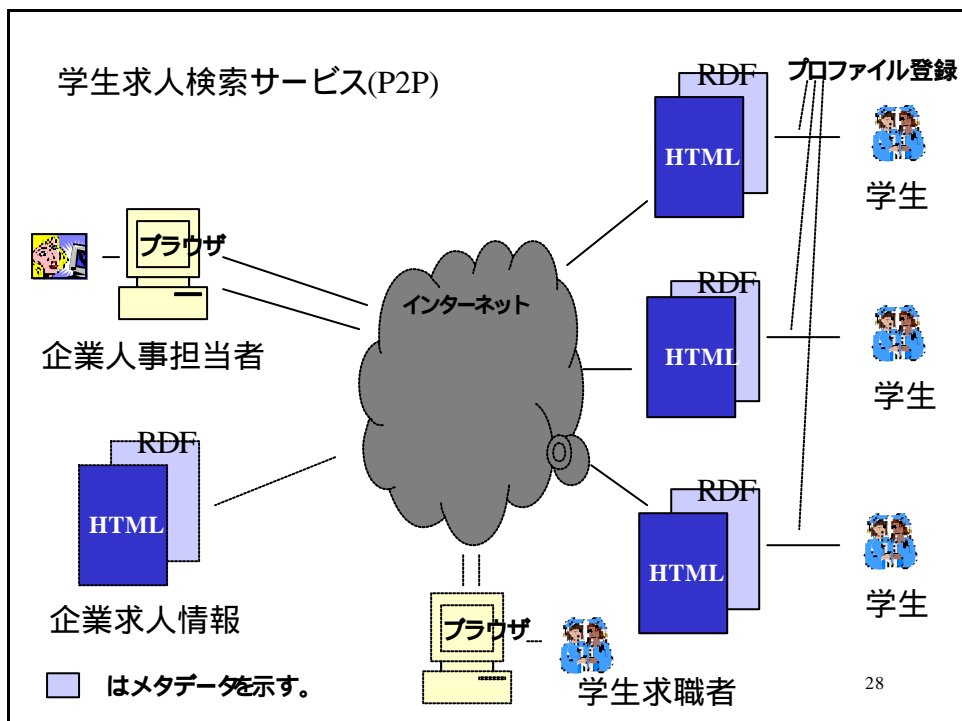 学生求人検索サービス(P2P)
RDF
プロファイル登録
HTML
学生
ブラウザ
インターネット
企業人事担当者
RDF
HTML
学生
RDF
HTML
企業求人情報
RDF
HTML
学生
ブラウザ
学生求職者
はメタデータを示す。
28